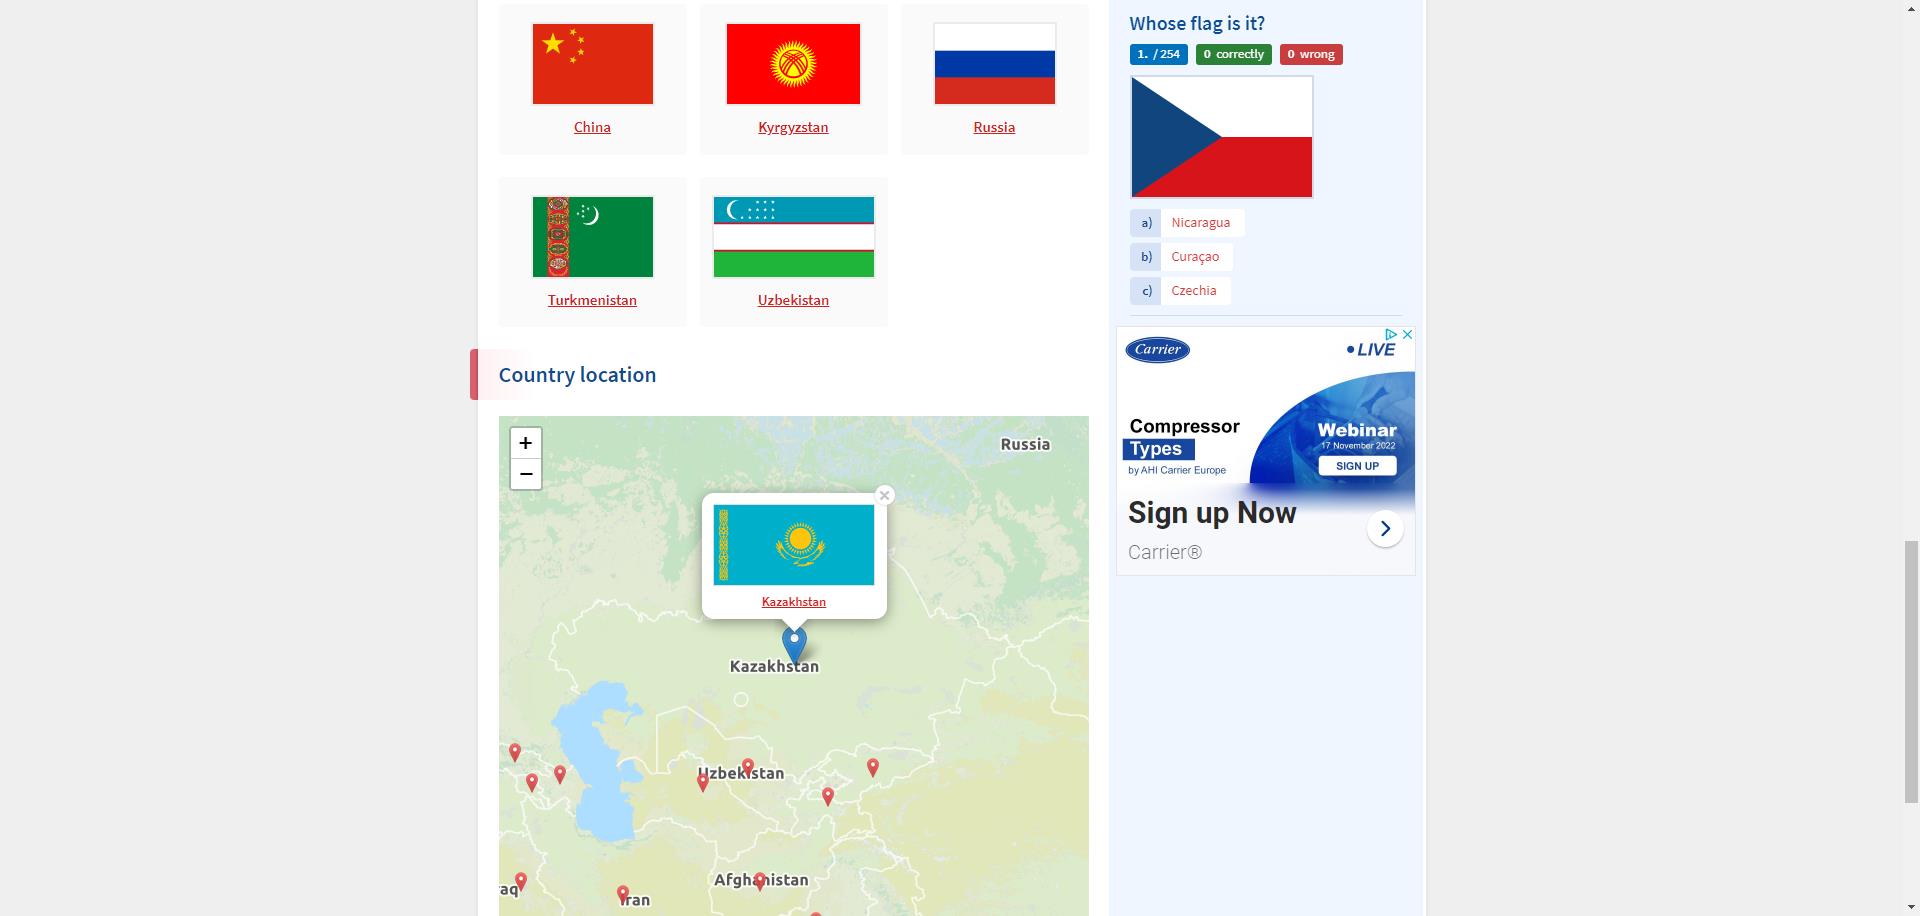 China
Kyrgyzstan
Russia
Turkmenistan
Uzbekistan
Country location
+
−
Russia
×
Kazakhstan
Kazakhstan
Uzbekistan
Afghanistan
Iran
Whose flag is it?
1. / 254
0 correctly
0 wrong
a) Nicaragua
b) Curaçao
c) Czechia
Carrier
• LIVE
Compressor
Types
by AHI Carrier Europe
Webinar
17 November 2022
SIGN UP
Sign up Now
Carrier®